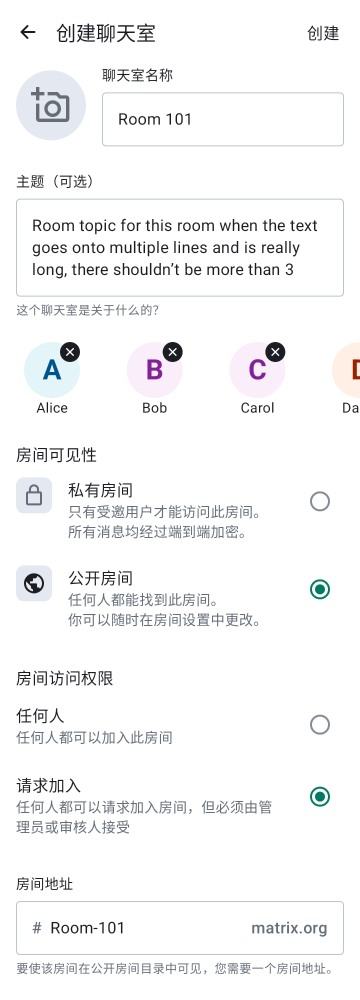 创建聊天室
创建
聊天室名称
Room 101
主题（可选）
Room topic for this room when the text
goes onto multiple lines and is really
long, there shouldn’t be more than 3
这个聊天室是关于什么的？
A
B
C
D
Alice
Bob
Carol
Da
房间可见性
私有房间
只有受邀用户才能访问此房间。
所有消息均经过端到端加密。
公开房间
任何人都能找到此房间。
你可以随时在房间设置中更改。
房间访问权限
任何人
任何人都可以加入此房间
请求加入
任何人都可以请求加入房间，但必须由管
理员或审核人接受
房间地址
# Room-101 matrix.org
要使该房间在公开房间目录中可见，您需要一个房间地址。